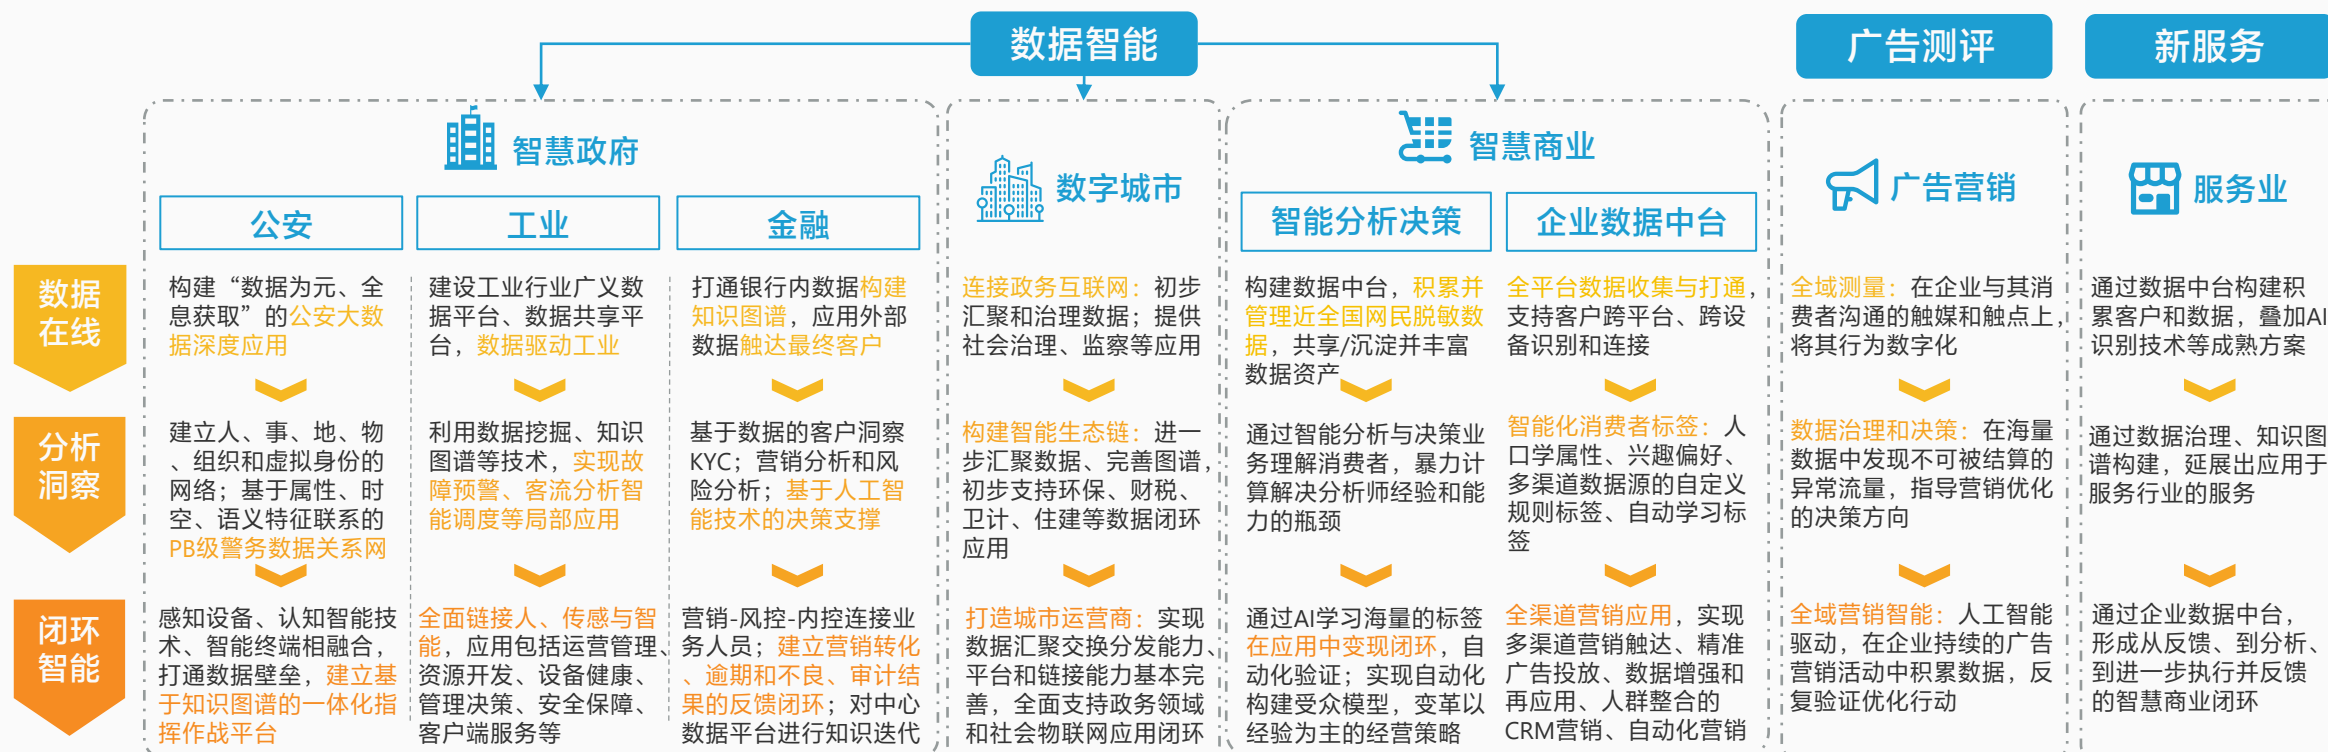 数据智能
广告测评
新服务
智慧政府
数字城市
智慧商业
广告营销
服务业
公安
工业
金融
智能分析决策
企业数据中台
数据
在线
构建“数据为元、全
息获取”的公安大数
据深度应用
建设工业行业广义数
据平台、数据共享平
台，数据驱动工业
打通银行内数据构建
知识图谱，应用外部
数据触达最终客户
连接政务互联网：初步
汇聚和治理数据；提供
社会治理、监察等应用
构建数据中台，积累并
管理近全国网民脱敏数
据，共享/沉淀并丰富
数据资产
全平台数据收集与打通，
支持客户跨平台、跨设
备识别和连接
全域测量：在企业与其消
费者沟通的触媒和触点上，
将其行为数字化
通过数据中台构建积
累客户和数据，叠加AI
识别技术等成熟方案
分析
洞察
建立人、事、地、物
、组织和虚拟身份的
网络；基于属性、时
空、语义特征联系的
PB级警务数据关系网
利用数据挖掘、知识
图谱等技术，实现故
障预警、客流分析智
能调度等局部应用
基于数据的客户洞察
KYC；营销分析和风
险分析；基于人工智
能技术的决策支撑
构建智能生态链：进一
步汇聚数据、完善图谱，
初步支持环保、财税、
卫计、住建等数据闭环
应用
通过智能分析与决策业
务理解消费者，暴力计
算解决分析师经验和能
力的瓶颈
智能化消费者标签：人
口学属性、兴趣偏好、
多渠道数据源的自定义
规则标签、自动学习标
签
数据治理和决策：在海量
数据中发现不可被结算的
异常流量，指导营销优化
的决策方向
通过数据治理、知识图
谱构建，延展出应用于
服务行业的服务
闭环
智能
感知设备、认知智能技
术、智能终端相融合，
打通数据壁垒，建立基
于知识图谱的一体化指
挥作战平台
全面链接人、传感与智
能，应用包括运营管理、
资源开发、设备健康、
管理决策、安全保障、
客户端服务等
营销-风控-内控连接业
务人员；建立营销转化
、逾期和不良、审计结
果的反馈闭环；对中心
数据平台进行知识迭代
打造城市运营商：实现
数据汇聚交换分发能力、
平台和链接能力基本完
善，全面支持政务领域
和社会物联网应用闭环
通过AI学习海量的标签
在应用中变现闭环，自
动化验证；实现自动化
构建受众模型，变革以
经验为主的经营策略
全渠道营销应用，实现
多渠道营销触达、精准
广告投放、数据增强和
再应用、人群整合的
CRM营销、自动化营销
全域营销智能：人工智能
驱动，在企业持续的广告
营销活动中积累数据，反
复验证优化行动
通过企业数据中台，
形成从反馈、到分析、
到进一步执行并反馈
的智慧商业闭环